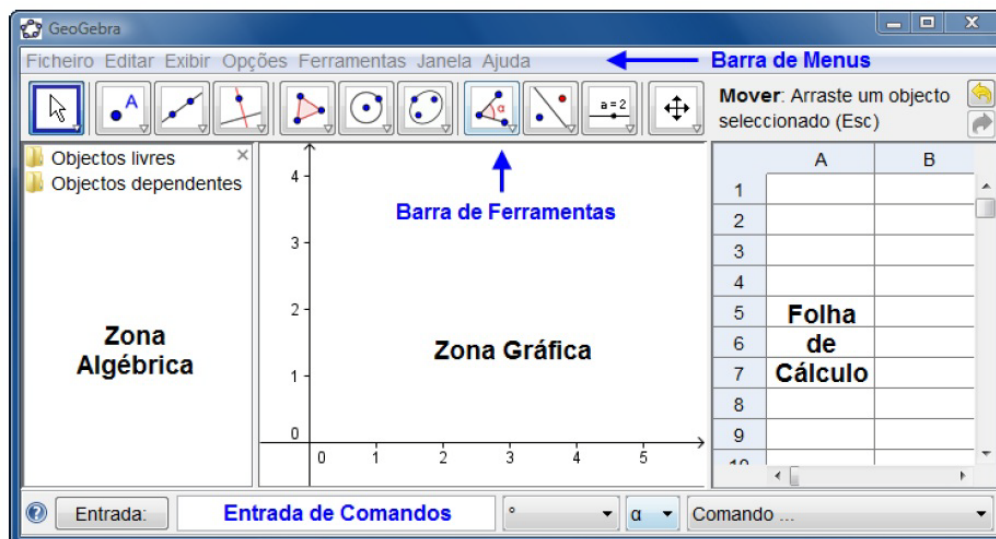 GeoGebra
Ficheiro Editar Exibir Opções Ferramentas Janela Ajuda
Barra de Menus
A
α
a = 2
Mover: Arraste um objecto
seleccionado (Esc)
Objectos livres
Objectos dependentes
Zona
Algébrica
Barra de Ferramentas
4
3
2
1
0
0 1 2 3 4 5
Zona Gráfica
A B
1
2
3
4
5 Folha
6 de
7 Cálculo
8
9
10
Entrada: Entrada de Comandos ° α Comando ...